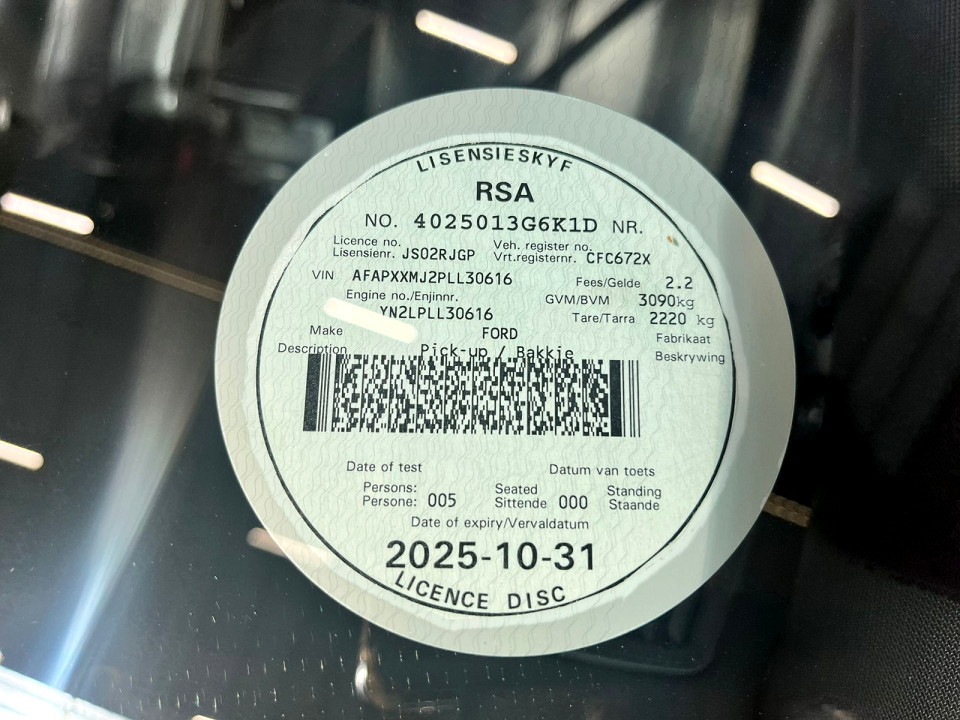 LISENSIESKYF
RSA
NO. 4025013G6K1D NR.
Licence no. Veh. register no.
Lisensienr. JS02RJGP Vrt.registernr. CFC672X
VIN AFAPXXMJ2PLL30616 Fees/Gelde 2.2
Engine no./Enjinnr. GVM/BVM 3090kg
YN2LPLL30616 Tare/Tarra 2220 kg
Make FORD Fabrikaat
Description Pick-up / Bakkie Beskrywing
Date of test Datum van toets
Persons: Seated Standing
Persone: 005 Sittende 000 Staande
Date of expiry/Vervaldatum
2025-10-31
LICENCE DISC